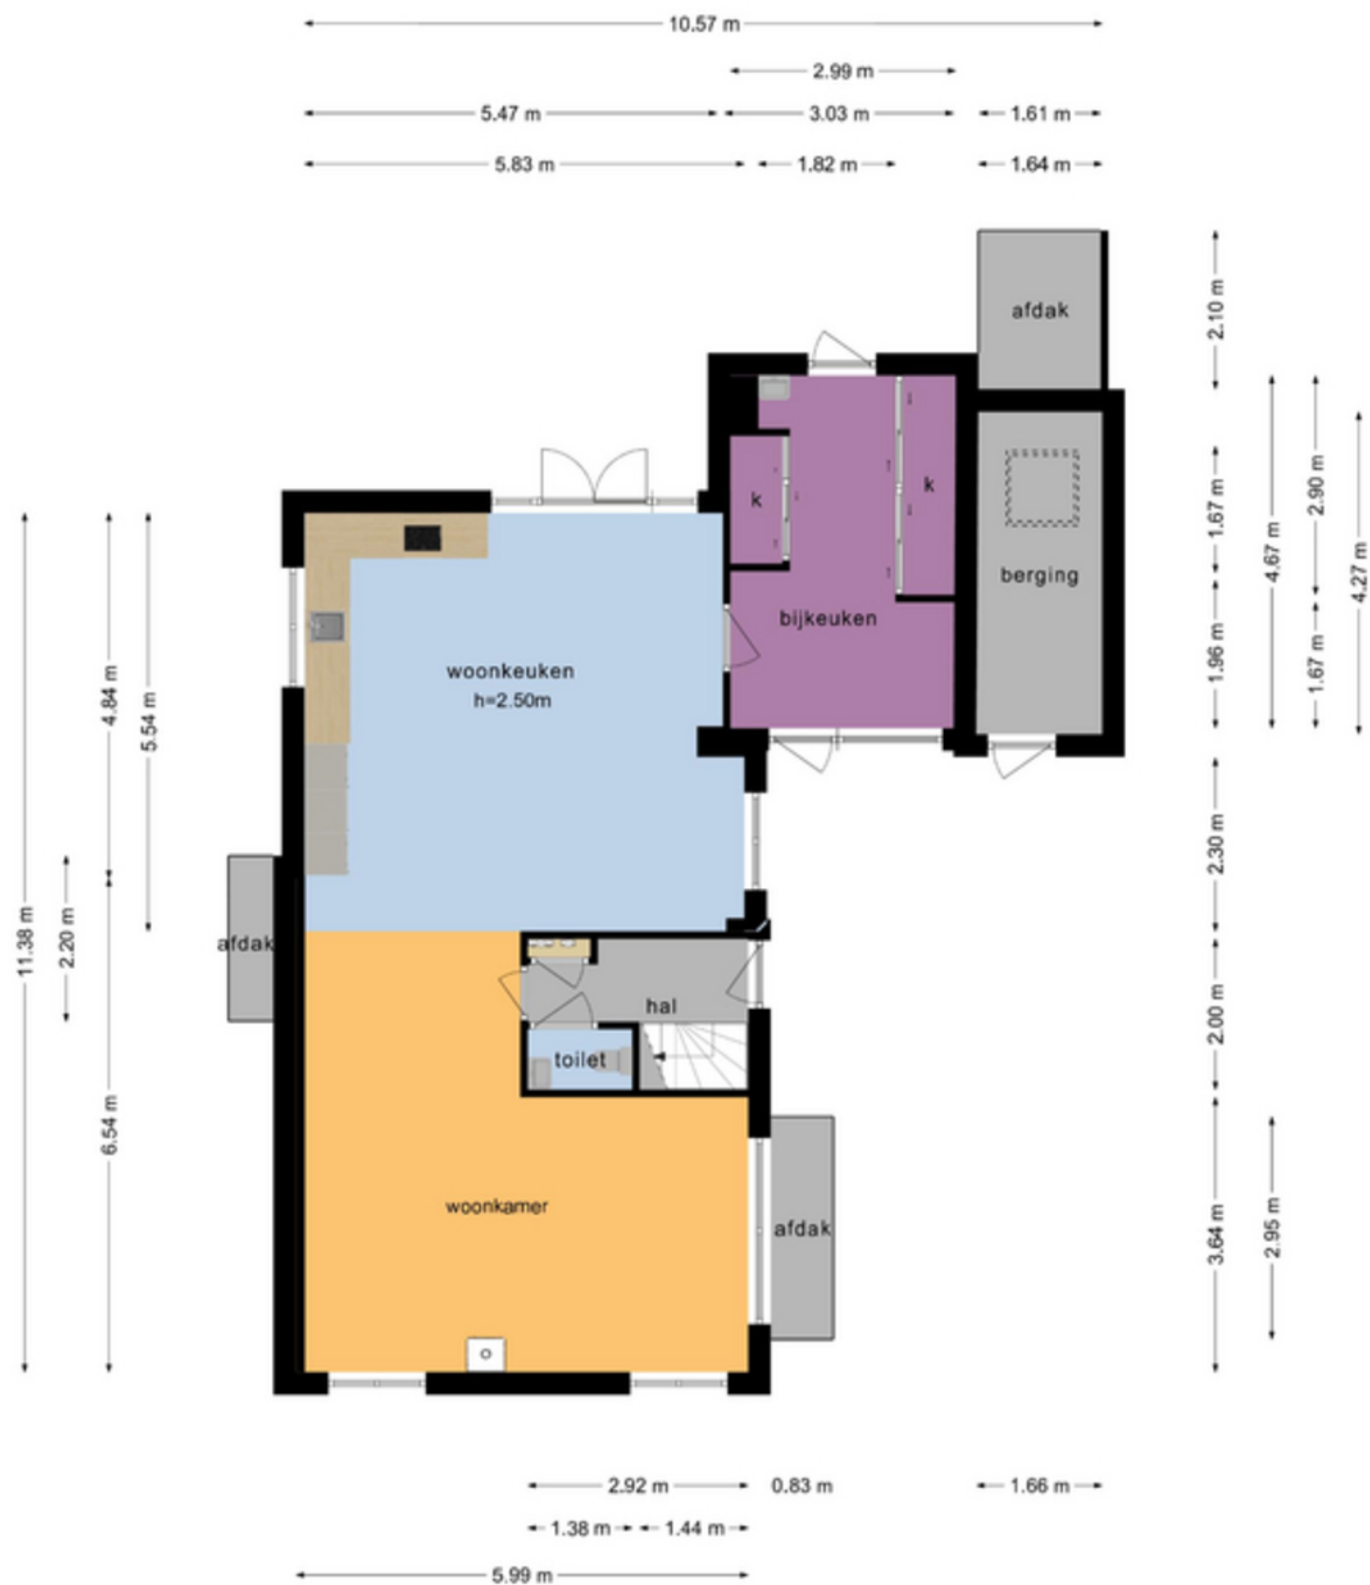 10.57 m
2.99 m
5.47 m
3.03 m
1.61 m
5.83 m
1.82 m
1.64 m
afdak
2.10 m
k
k
berging
bijkeuken
woonkeuken
h=2.50m
1.67 m
2.90 m
4.67 m
4.27 m
1.96 m
1.67 m
4.84 m
5.54 m
2.30 m
11.38 m
2.20 m
afdak
hal
toilet
2.00 m
6.54 m
woonkamer
afdak
3.64 m
2.95 m
2.92 m
0.83 m
1.66 m
1.38 m
1.44 m
5.99 m